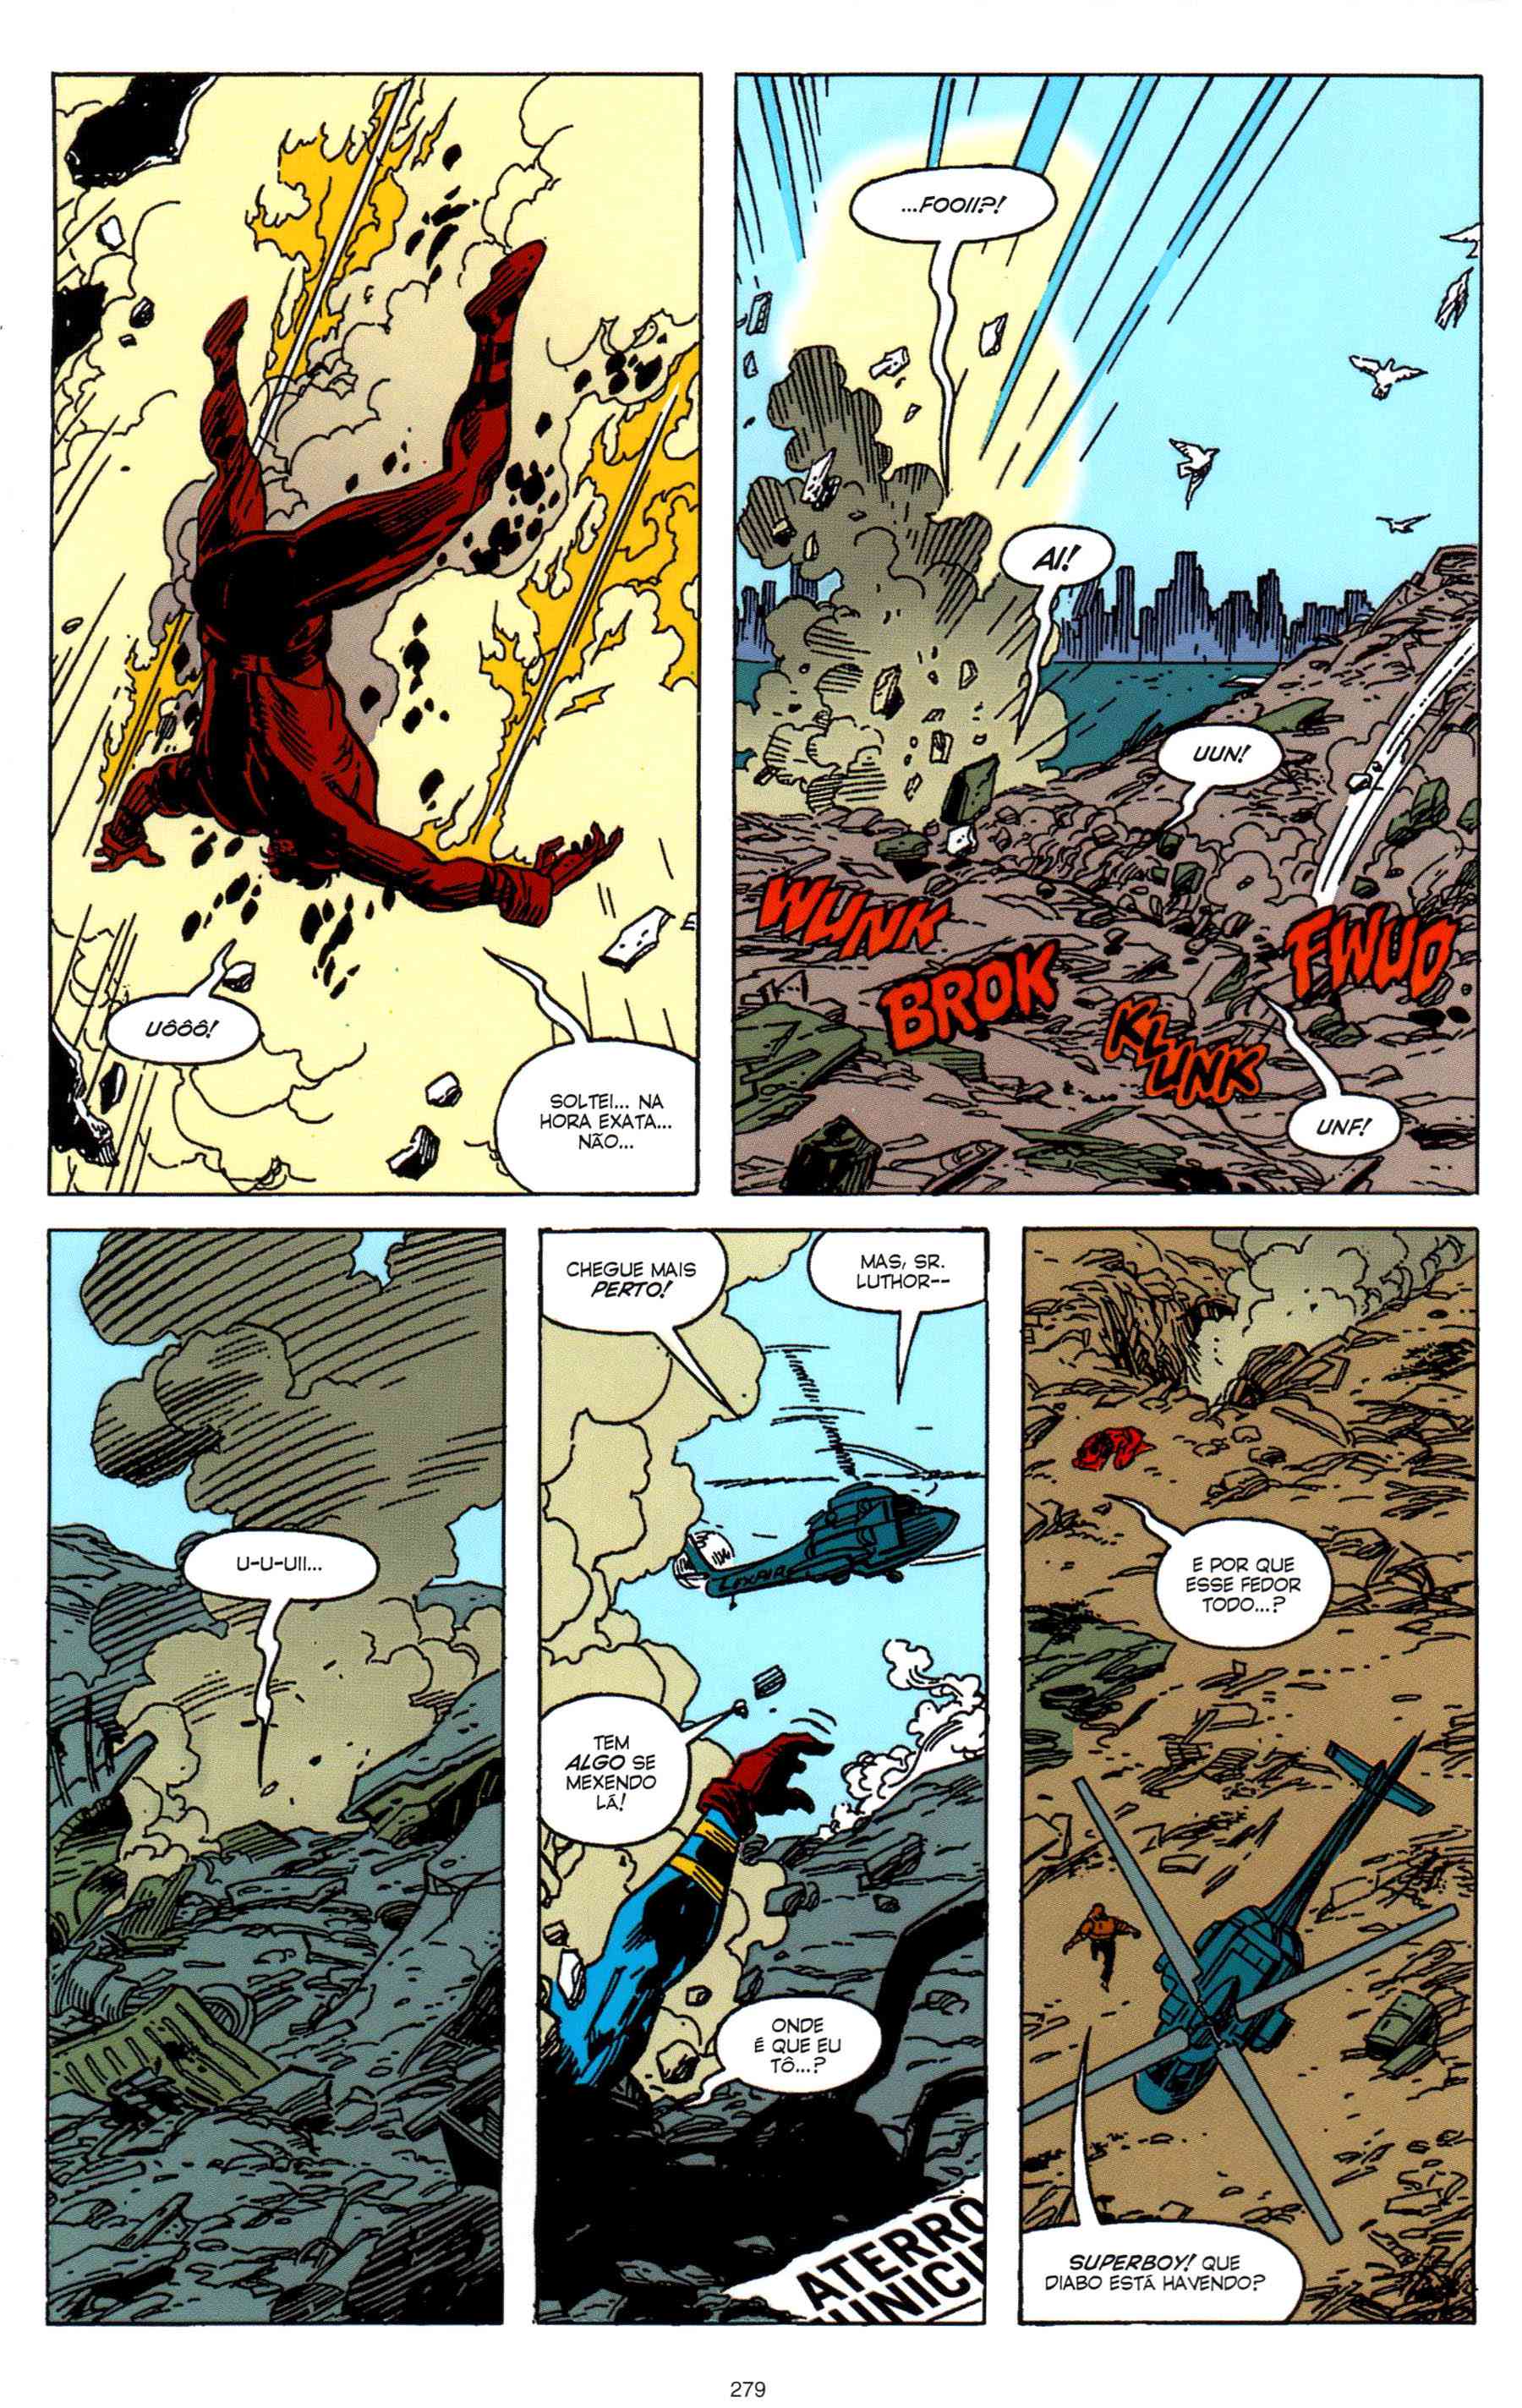 UÔÔÔ!
SOLTEI... NA
HORA EXATA...
NÃO...
...FOOII?!
AI!
UUN!
WUNK
BROK
KLUNK
FWUD
UNF!
U-U-UII...
CHEGUE MAIS
PERTO!
MAS, SR.
LUTHOR--
LEXAIR
TEM
ALGO SE
MEXENDO
LÁ!
ONDE
É QUE EU
TÔ...?
ATERRO
UNICI
E POR QUE
ESSE FEDOR
TODO...?
SUPERBOY! QUE
DIABO ESTÁ HAVENDO?
279